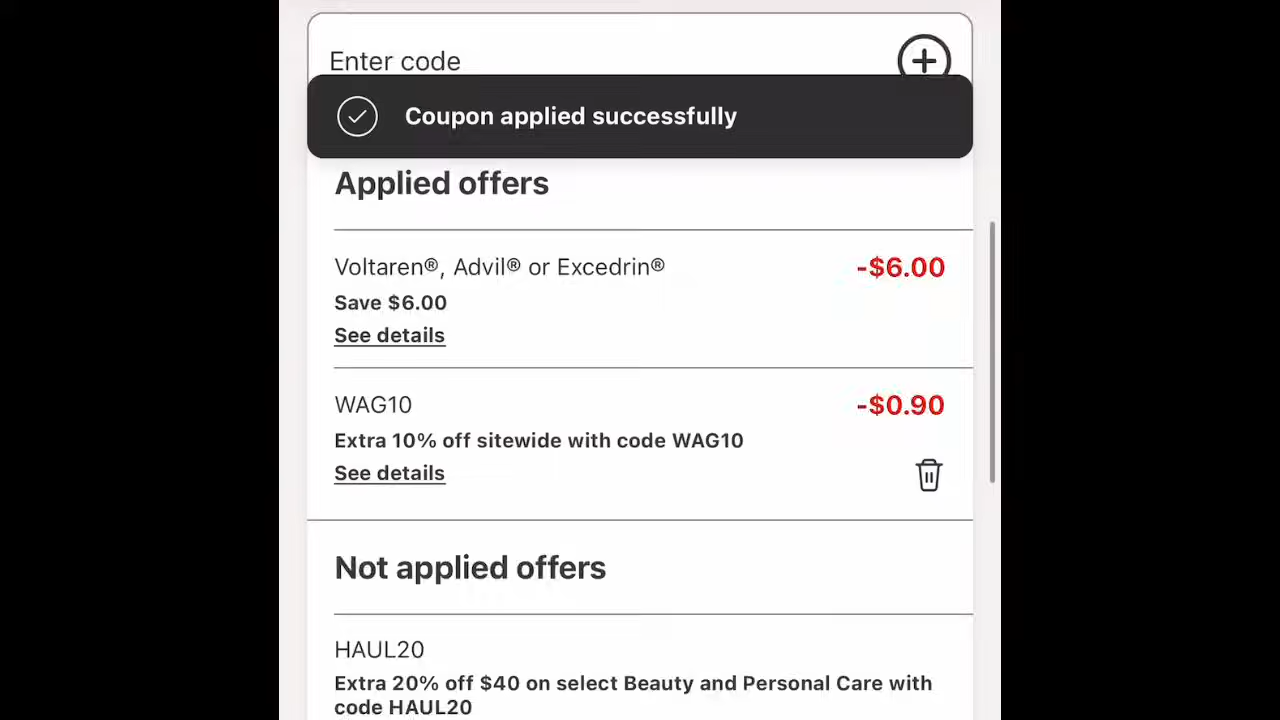 Enter code
Coupon applied successfully
Applied offers
Voltaren®, Advil® or Excedrin® -$6.00
Save $6.00
See details
WAG10 -$0.90
Extra 10% off sitewide with code WAG10
See details
Not applied offers
HAUL20
Extra 20% off $40 on select Beauty and Personal Care with
code HAUL20